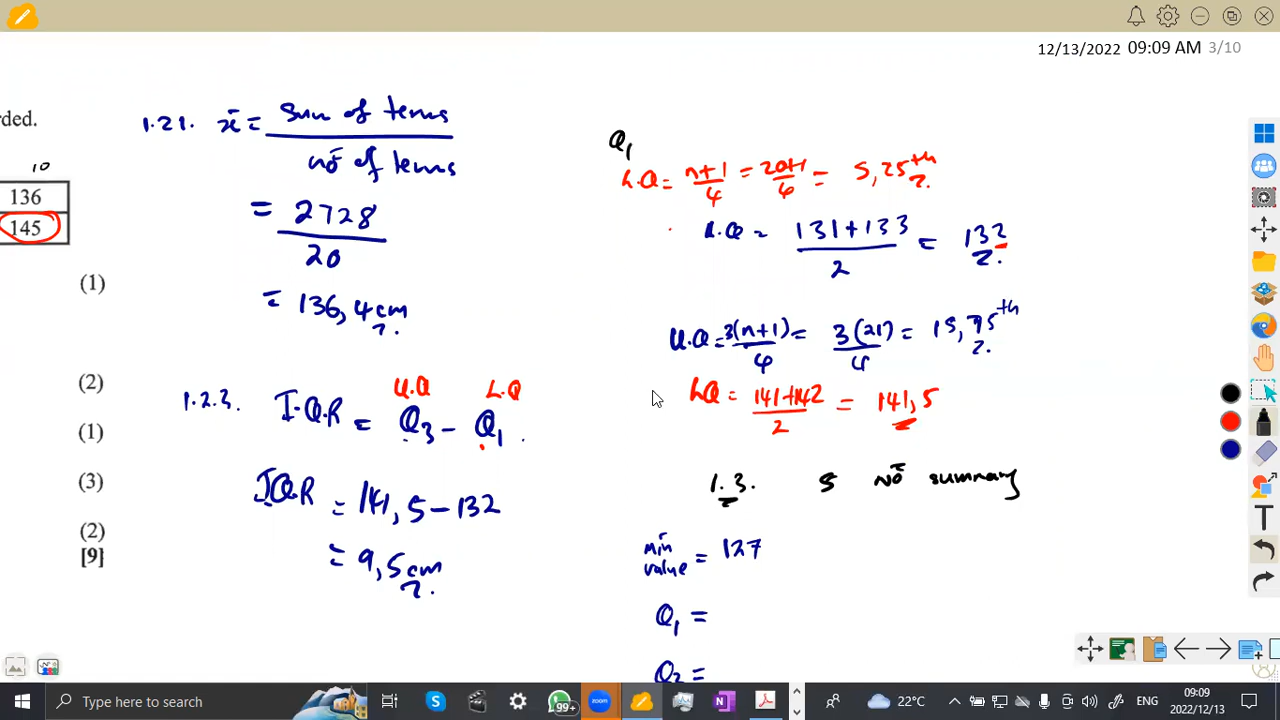 12/13/2022 09:09 AM 3/10
rded.
10
136
145
(1)
(2)
(1)
(3)
(2)
[9]
1.21. x̄ = sum of terms
no of terms
= 2728
20
= 136,4cm
1.2.3. I.Q.R = Q3 - Q1
U.Q L.Q
IQR = 141,5 - 132
= 9,5cm
Q1
L.Q = n+1/4 = 20+1/4 = 5,25th
U.Q = 131+133/2 = 132
U.Q = 3(n+1)/4 = 3(21)/4 = 15,75th
LQ = 141+142/2 = 141,5
1.3. 5 no summary
min value = 127
Q1 =
Q2 =
Type here to search
99+
22°C
ENG
09:09
2022/12/13